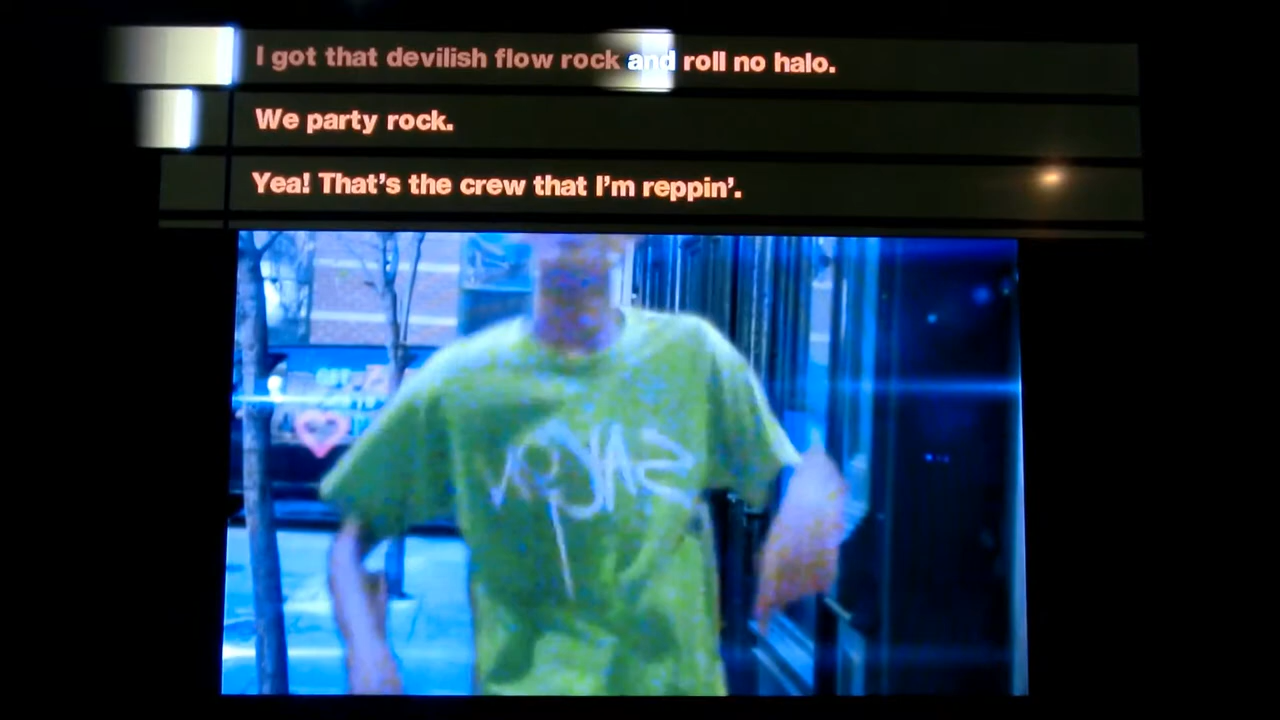 I got that devilish flow rock and roll no halo.
We party rock.
Yea! That's the crew that I'm reppin'.